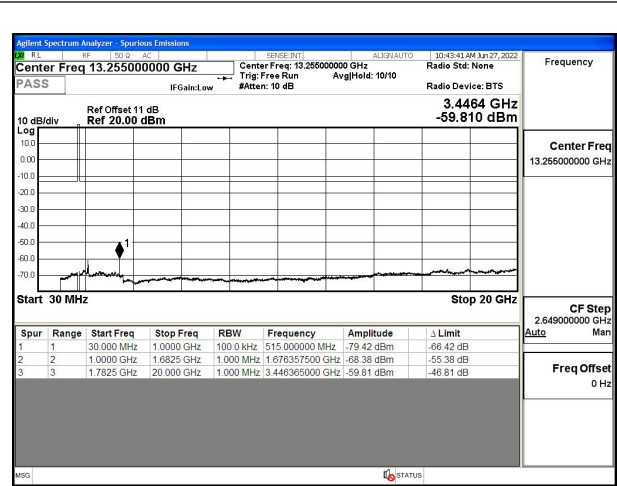 Agilent Spectrum Analyzer - Spurious Emissions
RL RF 50 Ω AC SENSE:INT ALIGNAUTO 10:43:41 AM Jun 27, 2022
Center Freq 13.255000000 GHz Center Freq: 13.255000000 GHz Radio Std: None
Trig: Free Run Avg|Hold: 10/10
PASS IFGain:Low #Atten: 10 dB Radio Device: BTS
Ref Offset 11 dB 3.4464 GHz
10 dB/div Ref 20.00 dBm -59.810 dBm
Log
10.0
0.00
-10.0
-20.0
-30.0
-40.0
-50.0
1
-60.0
-70.0
Start 30 MHz Stop 20 GHz
Spur Range Start Freq Stop Freq RBW Frequency Amplitude Δ Limit
1 1 30.000 MHz 1.0000 GHz 100.0 kHz 515.000000 MHz -79.42 dBm -66.42 dB
2 2 1.0000 GHz 1.6825 GHz 1.000 MHz 1.676357500 GHz -68.38 dBm -55.38 dB
3 3 1.7825 GHz 20.000 GHz 1.000 MHz 3.446365000 GHz -59.81 dBm -46.81 dB
MSG STATUS
Frequency
Center Freq
13.255000000 GHz
CF Step
2.649000000 GHz
Auto Man
Freq Offset
0 Hz